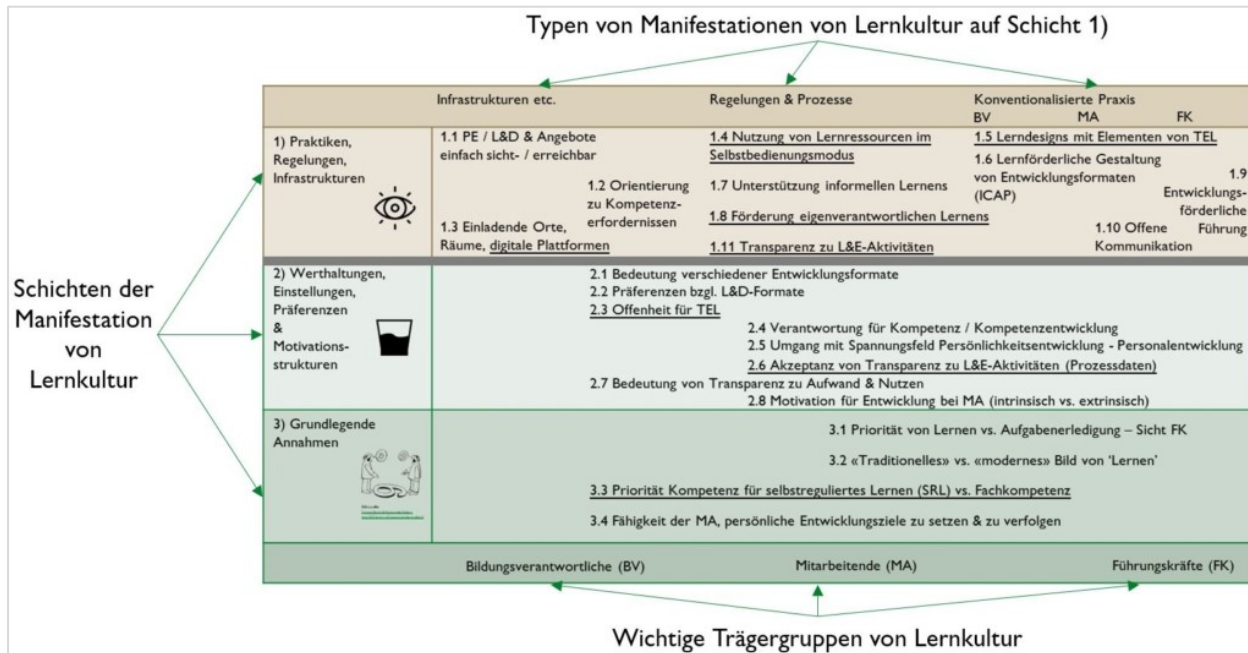 Typen von Manifestationen von Lernkultur auf Schicht 1)
Infrastrukturen etc.
Regelungen & Prozesse
Konventionalisierte Praxis
BV MA FK
Schichten der
Manifestation
von
Lernkultur
1) Praktiken,
Regelungen,
Infrastrukturen
1.1 PE / L&D & Angebote
einfach sicht- / erreichbar
1.2 Orientierung
zu Kompetenz-
erfordernissen
1.3 Einladende Orte,
Räume, digitale Plattformen
1.4 Nutzung von Lernressourcen im
Selbstbedienungsmodus
1.7 Unterstützung informellen Lernens
1.8 Förderung eigenverantwortlichen Lernens
1.11 Transparenz zu L&E-Aktivitäten
1.5 Lerndesigns mit Elementen von TEL
1.6 Lernförderliche Gestaltung
von Entwicklungsformaten
(ICAP)
1.9
Entwicklungs-
förderliche
Führung
1.10 Offene
Kommunikation
2) Werthaltungen,
Einstellungen,
Präferenzen
&
Motivations-
strukturen
2.1 Bedeutung verschiedener Entwicklungsformate
2.2 Präferenzen bzgl. L&D-Formate
2.3 Offenheit für TEL
2.4 Verantwortung für Kompetenz / Kompetenzentwicklung
2.5 Umgang mit Spannungsfeld Persönlichkeitsentwicklung - Personalentwicklung
2.6 Akzeptanz von Transparenz zu L&E-Aktivitäten (Prozessdaten)
2.7 Bedeutung von Transparenz zu Aufwand & Nutzen
2.8 Motivation für Entwicklung bei MA (intrinsisch vs. extrinsisch)
3) Grundlegende
Annahmen
3.1 Priorität von Lernen vs. Aufgabenerledigung – Sicht FK
3.2 «Traditionelles» vs. «modernes» Bild von ‘Lernen’
3.3 Priorität Kompetenz für selbstreguliertes Lernen (SRL) vs. Fachkompetenz
3.4 Fähigkeit der MA, persönliche Entwicklungsziele zu setzen & zu verfolgen
Bildungsverantwortliche (BV)
Mitarbeitende (MA)
Führungskräfte (FK)
Wichtige Trägergruppen von Lernkultur